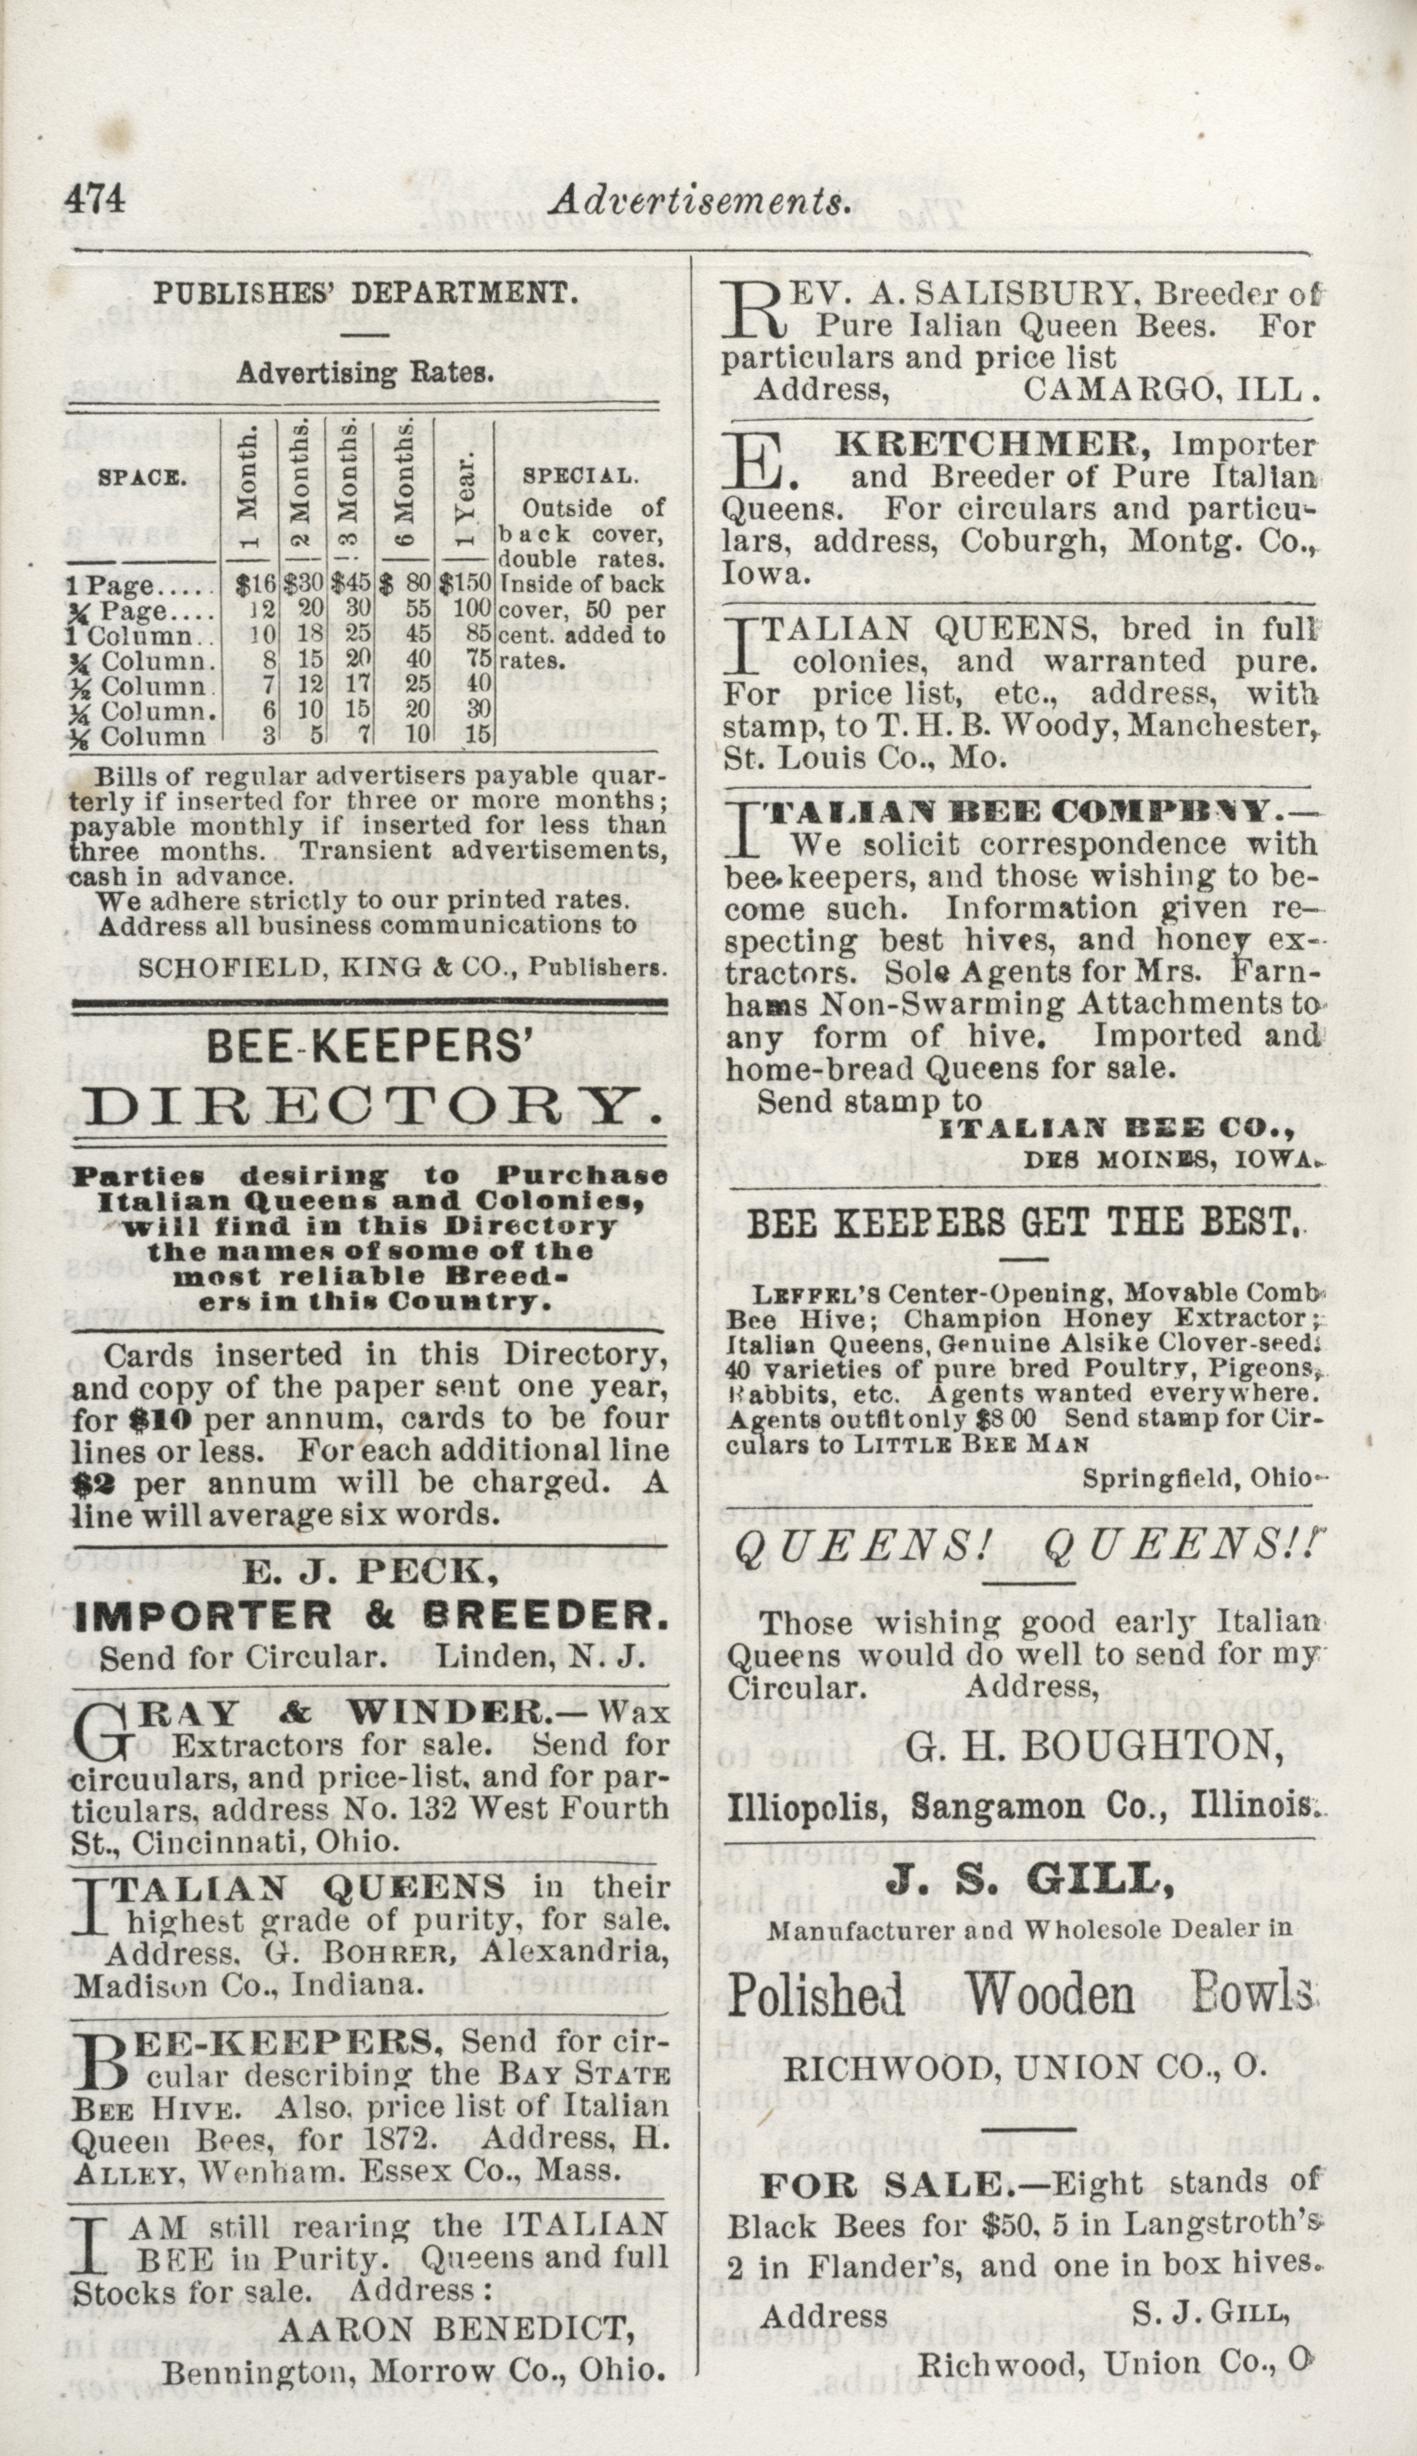 474
Advertisements.
PUBLISHES' DEPARTMENT.
Advertising Rates.
SPACE. 1 Month. 2 Months. 3 Months. 6 Months. 1 Year. SPECIAL.
Outside of
back cover,
double rates.
1 Page..... $16 $30 $45 $ 80 $150 Inside of back
¾ Page.... 12 20 30 55 100 cover, 50 per
1 Column.. 10 18 25 45 85 cent. added to
¾ Column. 8 15 20 40 75 rates.
½ Column. 7 12 17 25 40
¼ Column. 6 10 15 20 30
⅛ Column 3 5 7 10 15
Bills of regular advertisers payable quar-
terly if inserted for three or more months;
payable monthly if inserted for less than
three months. Transient advertisements,
cash in advance.
We adhere strictly to our printed rates.
Address all business communications to
SCHOFIELD, KING & CO., Publishers.
BEE-KEEPERS'
DIRECTORY.
Parties desiring to Purchase
Italian Queens and Colonies,
will find in this Directory
the names of some of the
most reliable Breed-
ers in this Country.
Cards inserted in this Directory,
and copy of the paper sent one year,
for $10 per annum, cards to be four
lines or less. For each additional line
$2 per annum will be charged. A
line will average six words.
E. J. PECK,
IMPORTER & BREEDER.
Send for Circular. Linden, N. J.
GRAY & WINDER.—Wax
Extractors for sale. Send for
circuulars, and price-list, and for par-
ticulars, address No. 132 West Fourth
St., Cincinnati, Ohio.
ITALIAN QUEENS in their
highest grade of purity, for sale.
Address. G. BOHRER, Alexandria,
Madison Co., Indiana.
BEE-KEEPERS, Send for cir-
cular describing the BAY STATE
BEE HIVE. Also, price list of Italian
Queen Bees, for 1872. Address, H.
ALLEY, Wenham. Essex Co., Mass.
I AM still rearing the ITALIAN
BEE in Purity. Queens and full
Stocks for sale. Address:
AARON BENEDICT,
Bennington, Morrow Co., Ohio.
REV. A. SALISBURY, Breeder of
Pure Ialian Queen Bees. For
particulars and price list
Address, CAMARGO, ILL.
E. KRETCHMER, Importer
and Breeder of Pure Italian
Queens. For circulars and particu-
lars, address, Coburgh, Montg. Co.,
Iowa.
ITALIAN QUEENS, bred in full
colonies, and warranted pure.
For price list, etc., address, with
stamp, to T. H. B. Woody, Manchester,
St. Louis Co., Mo.
ITALIAN BEE COMPBNY.—
We solicit correspondence with
bee-keepers, and those wishing to be-
come such. Information given re-
specting best hives, and honey ex-
tractors. Sole Agents for Mrs. Farn-
hams Non-Swarming Attachments to
any form of hive. Imported and
home-bread Queens for sale.
Send stamp to
ITALIAN BEE CO.,
DES MOINES, IOWA.
BEE KEEPERS GET THE BEST.
LEFFEL'S Center-Opening, Movable Comb
Bee Hive; Champion Honey Extractor;
Italian Queens, Genuine Alsike Clover-seed;
40 varieties of pure bred Poultry, Pigeons,
Rabbits, etc. Agents wanted everywhere.
Agents outfit only $8 00 Send stamp for Cir-
culars to LITTLE BEE MAN
Springfield, Ohio-
QUEENS! QUEENS!!
Those wishing good early Italian
Queens would do well to send for my
Circular. Address,
G. H. BOUGHTON,
Illiopolis, Sangamon Co., Illinois.
J. S. GILL,
Manufacturer and Wholesole Dealer in
Polished Wooden Bowls
RICHWOOD, UNION CO., O.
FOR SALE.—Eight stands of
Black Bees for $50, 5 in Langstroth's
2 in Flander's, and one in box hives.
Address S. J. GILL,
Richwood, Union Co., O